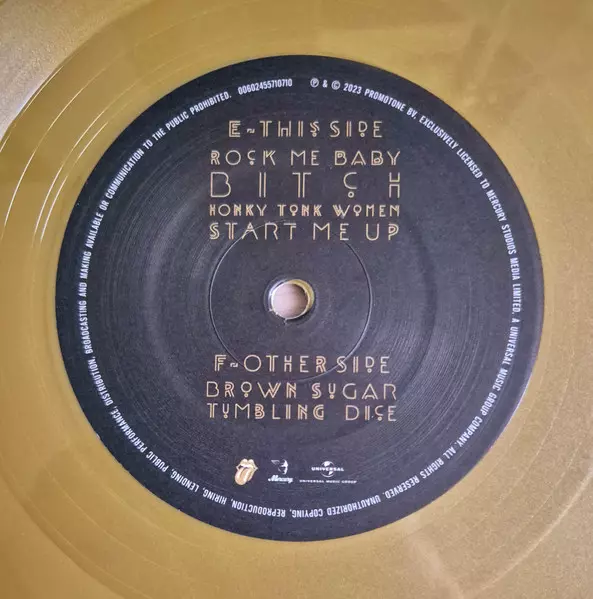 E~THIS SIDE
ROCK ME BABY
BITCH
HONKY TONK WOMEN
START ME UP
F~OTHER SIDE
BROWN SUGAR
TUMBLING DICE
Mercury
UNIVERSAL
UNIVERSAL MUSIC GROUP
℗ & © 2023 PROMOTONE BV, EXCLUSIVELY LICENSED TO MERCURY STUDIOS MEDIA LIMITED. A UNIVERSAL MUSIC GROUP COMPANY. ALL RIGHTS RESERVED. UNAUTHORIZED COPYING, REPRODUCTION, HIRING, LENDING, PUBLIC PERFORMANCE, DISTRIBUTION, BROADCASTING AND MAKING AVAILABLE OR COMMUNICATION TO THE PUBLIC PROHIBITED. 00602455710710